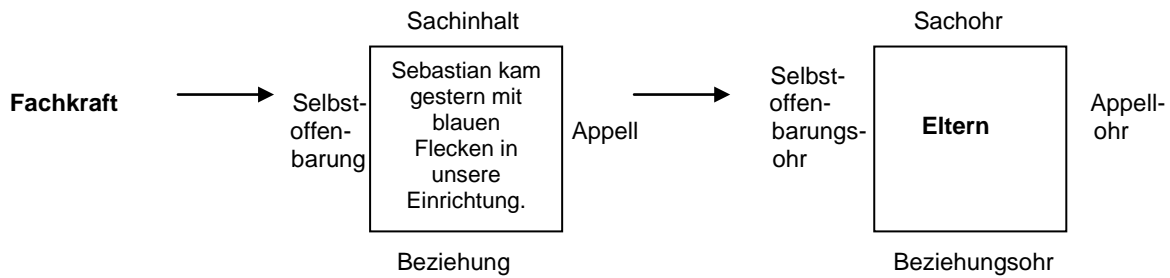 Sachinhalt
Sachohr
Fachkraft
Selbst-
offen-
barung
Sebastian kam
gestern mit
blauen
Flecken in
unsere
Einrichtung.
Appell
Selbst-
offen-
barungs-
ohr
Eltern
Appell-
ohr
Beziehung
Beziehungsohr